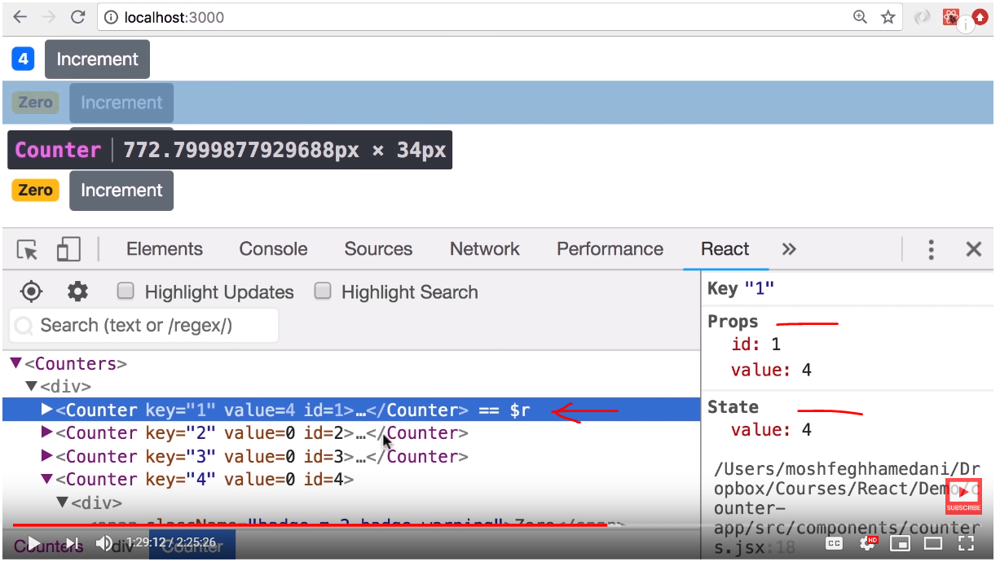 localhost:3000
4 Increment
Zero Increment
Counter | 772.7999877929688px × 34px
Zero Increment
Elements Console Sources Network Performance React »
Highlight Updates Highlight Search
Search (text or /regex/)
▼<Counters>
▼<div>
▶<Counter key="1" value=4 id=1>…</Counter> == $r
▶<Counter key="2" value=0 id=2>…</Counter>
▶<Counter key="3" value=0 id=3>…</Counter>
▼<Counter key="4" value=0 id=4>
▼<div>
<span className="badge m-2 badge-warning">Zero</span>
Counters div Counter
Key "1"
Props
id: 1
value: 4
State
value: 4
/Users/moshfeghhamedani/Dr
opbox/Courses/React/Demo/c
ounter-
app/src/components/counter
s.jsx:18
SUBSCRIBE
1:29:12 / 2:25:26
CC HD